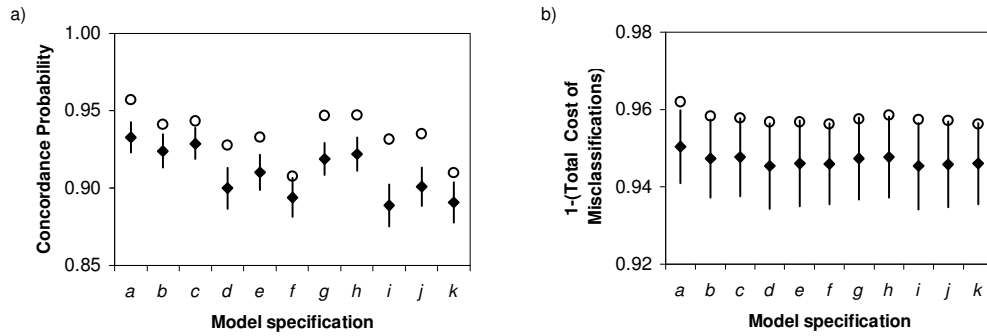 a)
Concordance Probability
1.00
0.95
0.90
0.85
a b c d e f g h i j k
Model specification
b)
1-(Total Cost of
Misclassifications)
0.98
0.96
0.94
0.92
a b c d e f g h i j k
Model specification